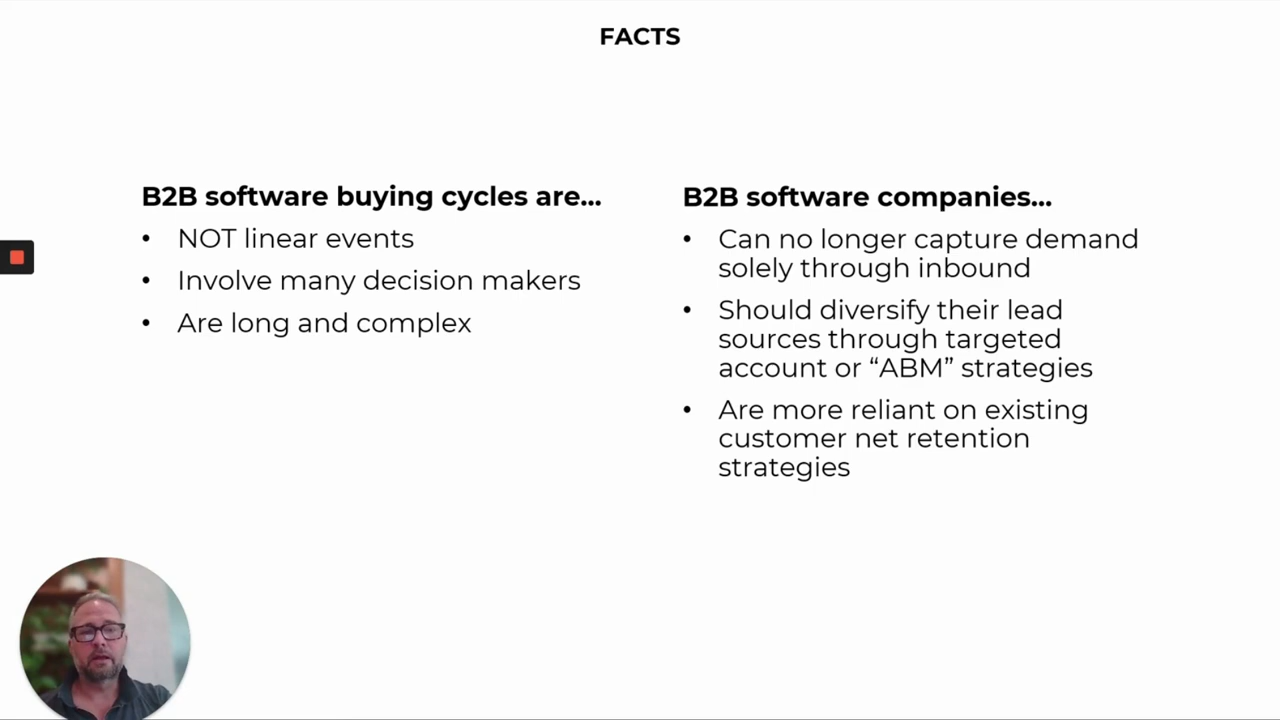 FACTS
B2B software buying cycles are...
• NOT linear events
• Involve many decision makers
• Are long and complex
B2B software companies...
• Can no longer capture demand
solely through inbound
• Should diversify their lead
sources through targeted
account or “ABM” strategies
• Are more reliant on existing
customer net retention
strategies